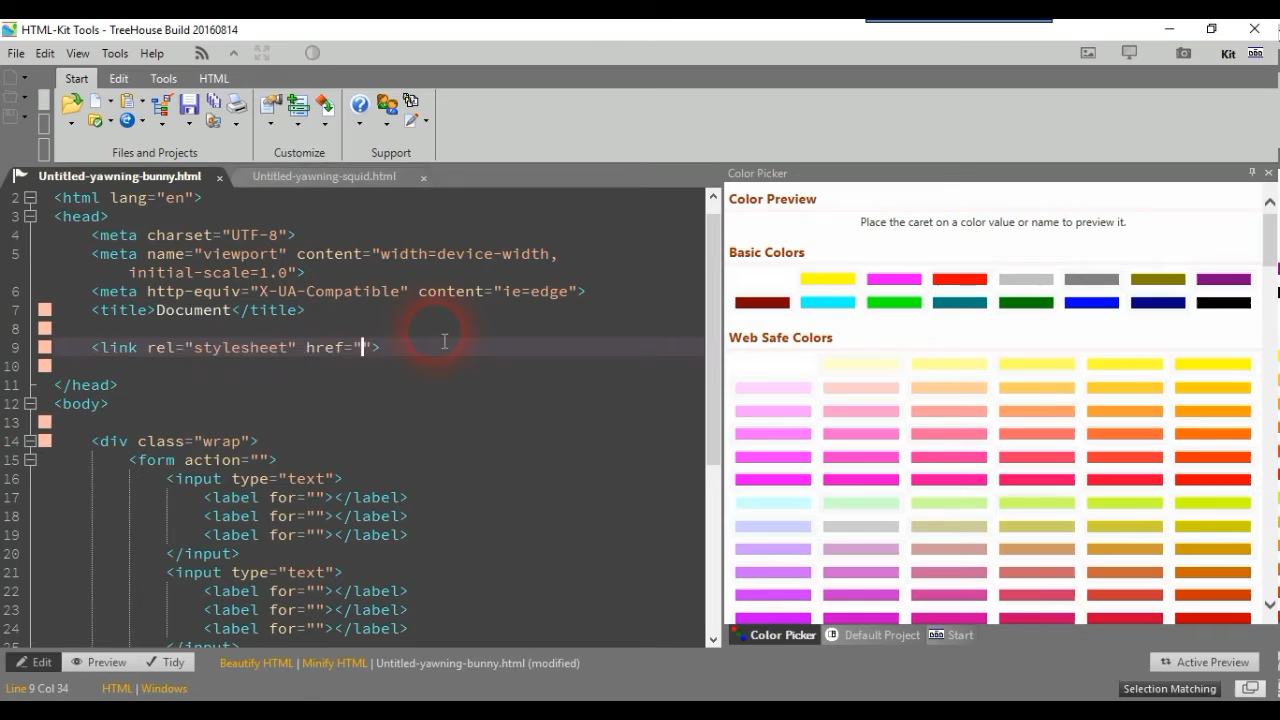 HTML-Kit Tools - TreeHouse Build 20160814
File Edit View Tools Help
Kit
Start Edit Tools HTML
Files and Projects Customize Support
Untitled-yawning-bunny.html × Untitled-yawning-squid.html ×
Color Picker
2 <html lang="en">
3 <head>
4 <meta charset="UTF-8">
5 <meta name="viewport" content="width=device-width,
initial-scale=1.0">
6 <meta http-equiv="X-UA-Compatible" content="ie=edge">
7 <title>Document</title>
8
9 <link rel="stylesheet" href="">
10
11 </head>
12 <body>
13
14 <div class="wrap">
15 <form action="">
16 <input type="text">
17 <label for=""></label>
18 <label for=""></label>
19 <label for=""></label>
20 </input>
21 <input type="text">
22 <label for=""></label>
23 <label for=""></label>
24 <label for=""></label>
25 </input>
Color Preview
Place the caret on a color value or name to preview it.
Basic Colors
Web Safe Colors
Color Picker Default Project Start
Edit Preview Tidy Beautify HTML | Minify HTML | Untitled-yawning-bunny.html (modified) Active Preview
Line 9 Col 34 HTML | Windows Selection Matching